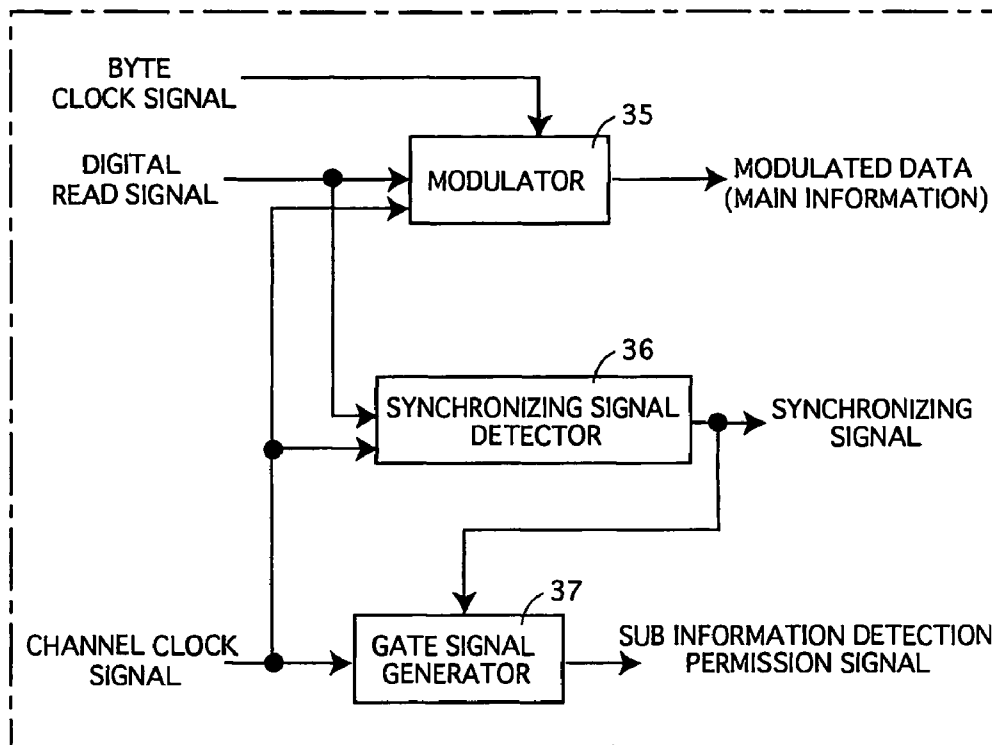 BYTE
CLOCK SIGNAL
35
DIGITAL
READ SIGNAL
MODULATOR
MODULATED DATA
(MAIN INFORMATION)
36
SYNCHRONIZING SIGNAL
DETECTOR
SYNCHRONIZING
SIGNAL
37
CHANNEL CLOCK
SIGNAL
GATE SIGNAL
GENERATOR
SUB INFORMATION DETECTION
PERMISSION SIGNAL